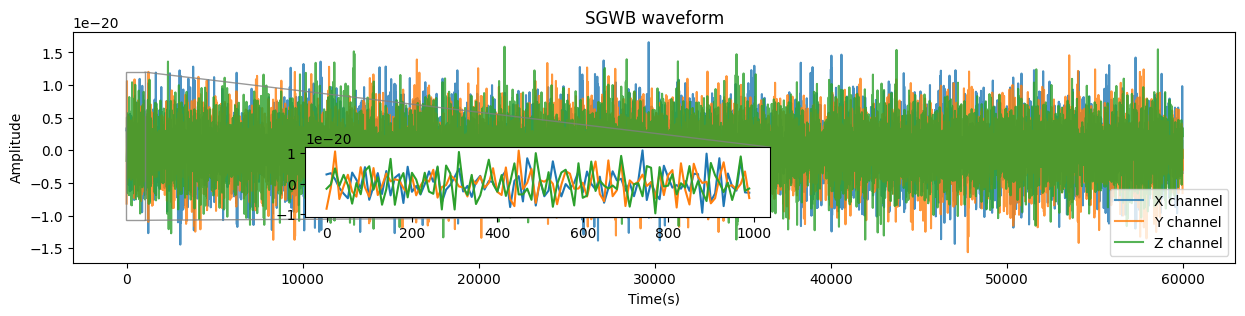 SGWB waveform
1e−20
1.5
1.0
0.5
0.0
−0.5
−1.0
−1.5
Amplitude
1e−20
1
0
−1
0 200 400 600 800 1000
X channel
Y channel
Z channel
0 10000 20000 30000 40000 50000 60000
Time(s)